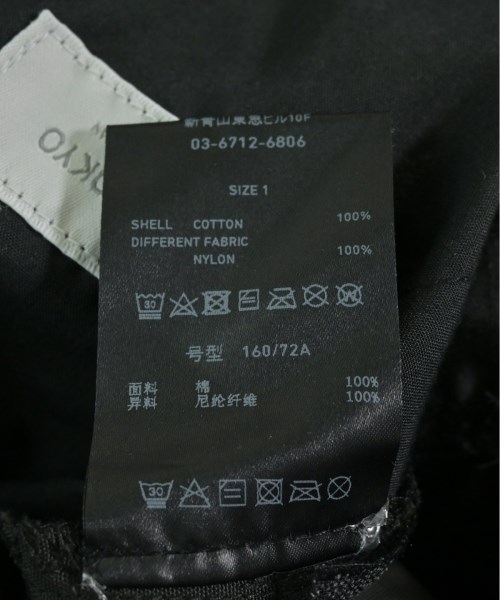 OKYO
新青山東急ビル10F
03-6712-6806
SIZE 1
SHELL COTTON 100%
DIFFERENT FABRIC
NYLON 100%
30
号型 160/72A
面料 棉 100%
异料 尼纶纤维 100%
30